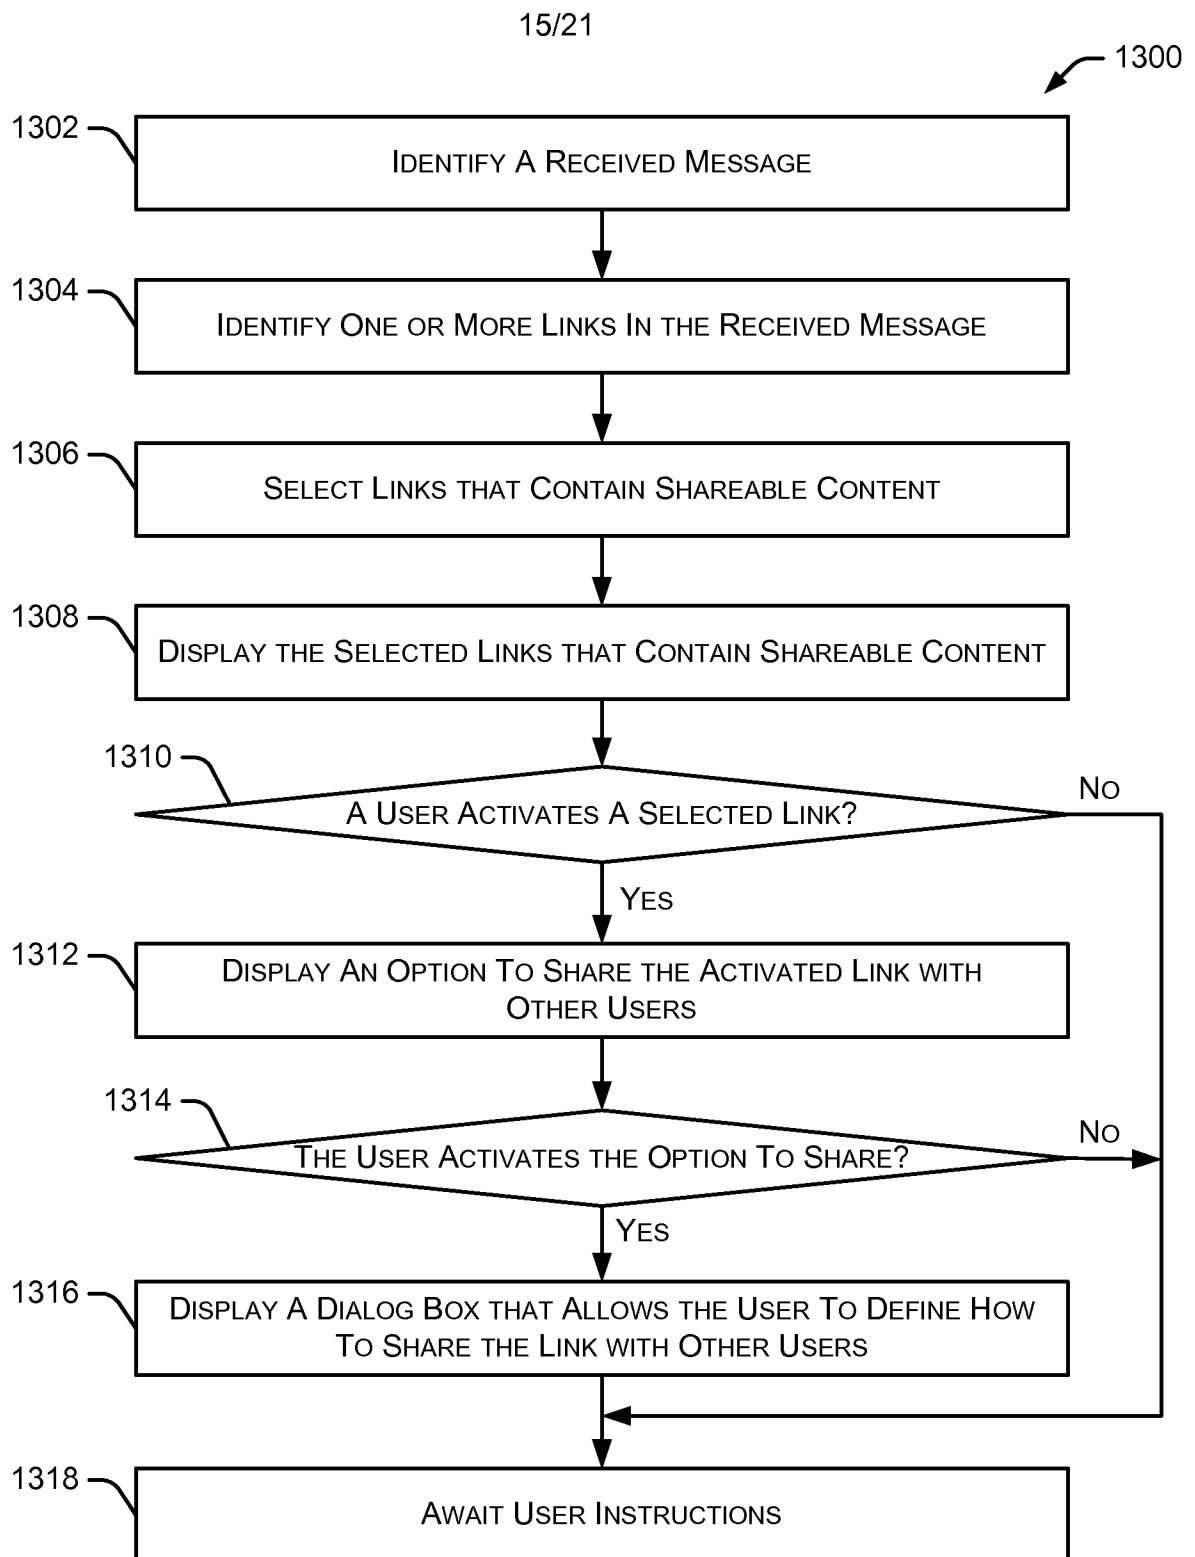 15/21
1300
1302
IDENTIFY A RECEIVED MESSAGE
1304
IDENTIFY ONE OR MORE LINKS IN THE RECEIVED MESSAGE
1306
SELECT LINKS THAT CONTAIN SHAREABLE CONTENT
1308
DISPLAY THE SELECTED LINKS THAT CONTAIN SHAREABLE CONTENT
1310
A USER ACTIVATES A SELECTED LINK?
NO
YES
1312
DISPLAY AN OPTION TO SHARE THE ACTIVATED LINK WITH
OTHER USERS
1314
THE USER ACTIVATES THE OPTION TO SHARE?
NO
YES
1316
DISPLAY A DIALOG BOX THAT ALLOWS THE USER TO DEFINE HOW
TO SHARE THE LINK WITH OTHER USERS
1318
AWAIT USER INSTRUCTIONS